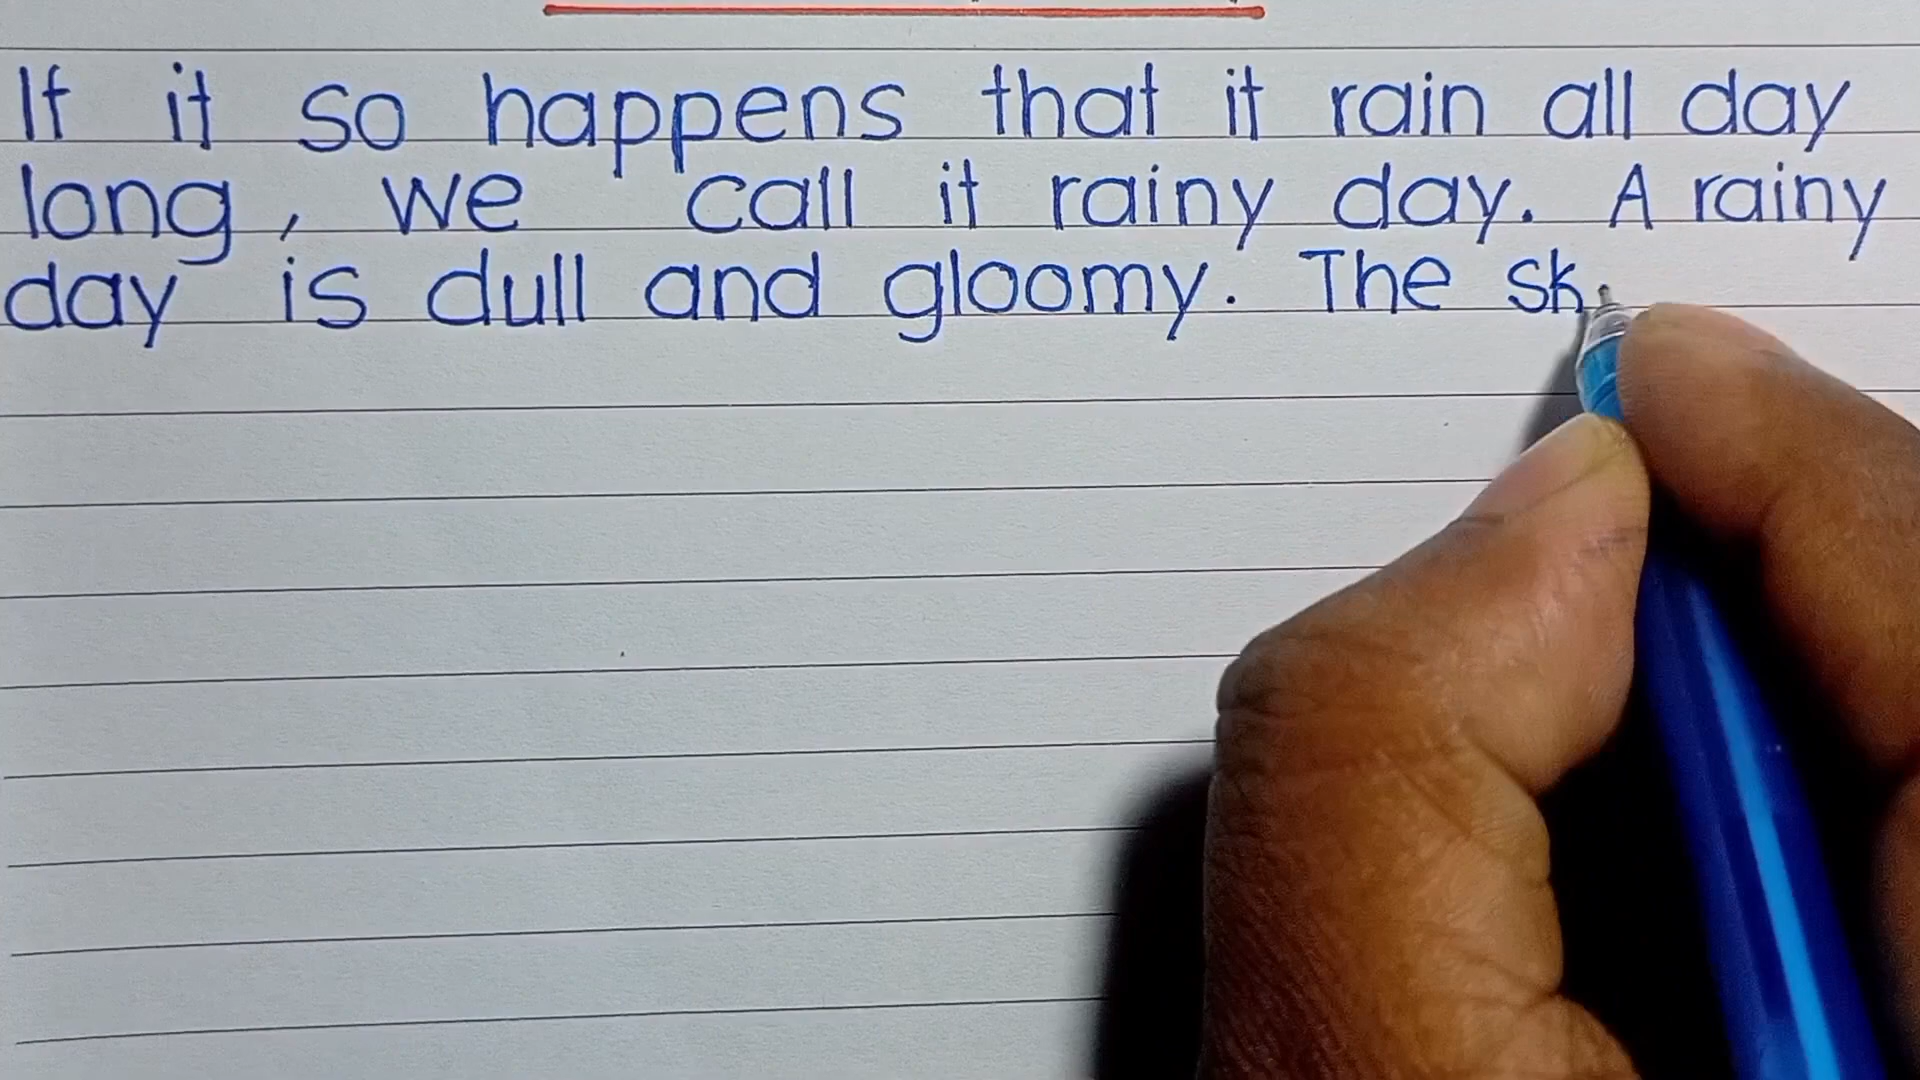 If it so happens that it rain all day
long, we call it rainy day. A rainy
day is dull and gloomy. The sk